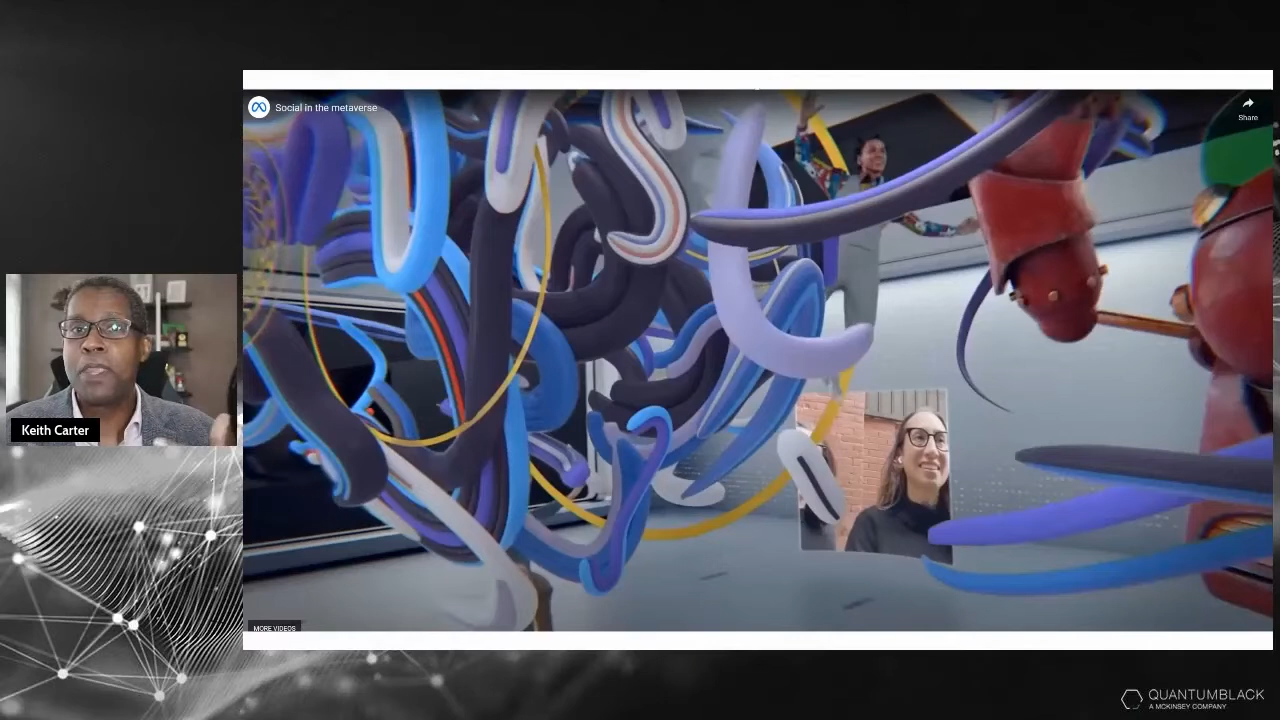 Social in the metaverse
Share
Keith Carter
MORE VIDEOS
QUANTUMBLACK
A MCKINSEY COMPANY